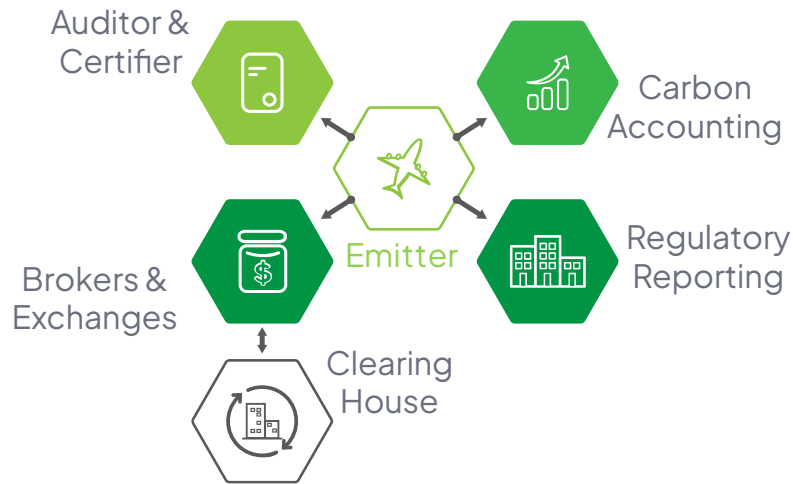 Auditor &
Certifier
Carbon
Accounting
Emitter
Regulatory
Reporting
Brokers &
Exchanges
$
Clearing
House